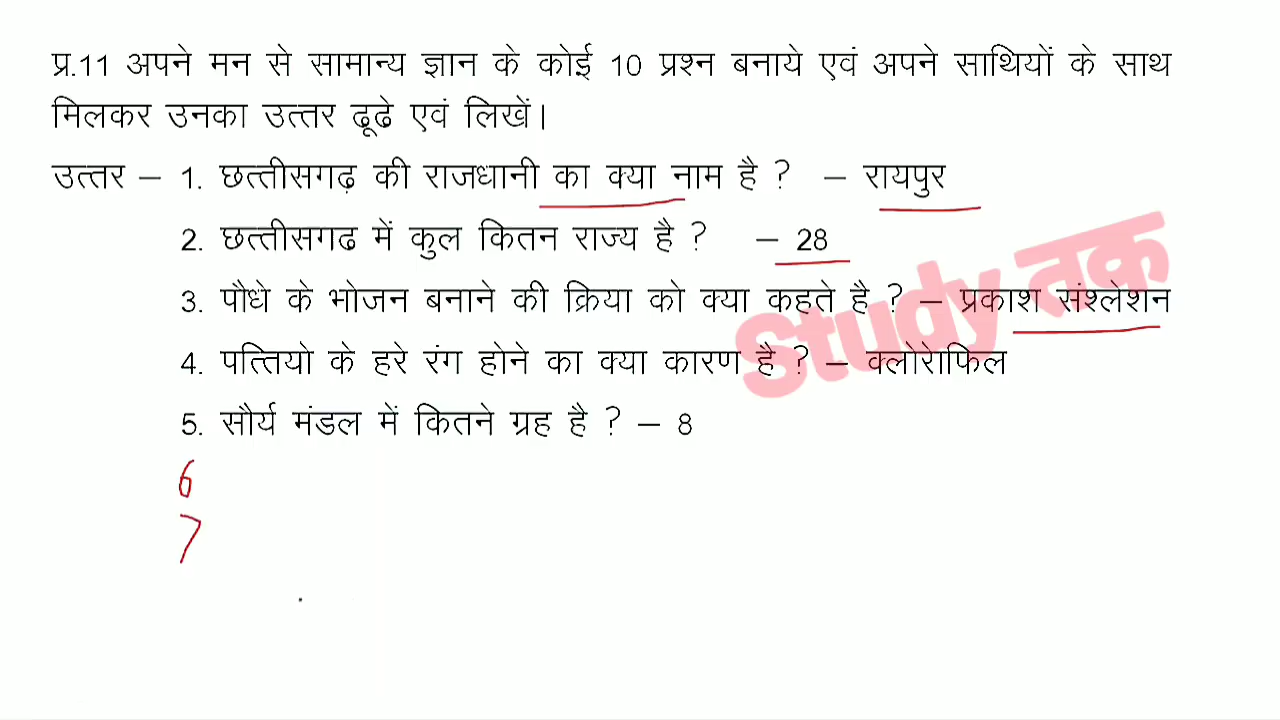 प्र.11 अपने मन से सामान्य ज्ञान के कोई 10 प्रश्न बनाये एवं अपने साथियों के साथ
मिलकर उनका उत्तर ढूढे एवं लिखें।
उत्तर – 1. छत्तीसगढ़ की राजधानी का क्या नाम है ? – रायपुर
2. छत्तीसगढ में कुल कितन राज्य है ? – 28
3. पौधे के भोजन बनाने की क्रिया को क्या कहते है ? – प्रकाश संश्लेशन
4. पत्तियो के हरे रंग होने का क्या कारण है ? – क्लोरोफिल
5. सौर्य मंडल में कितने ग्रह है ? – 8
6
7
Study तक